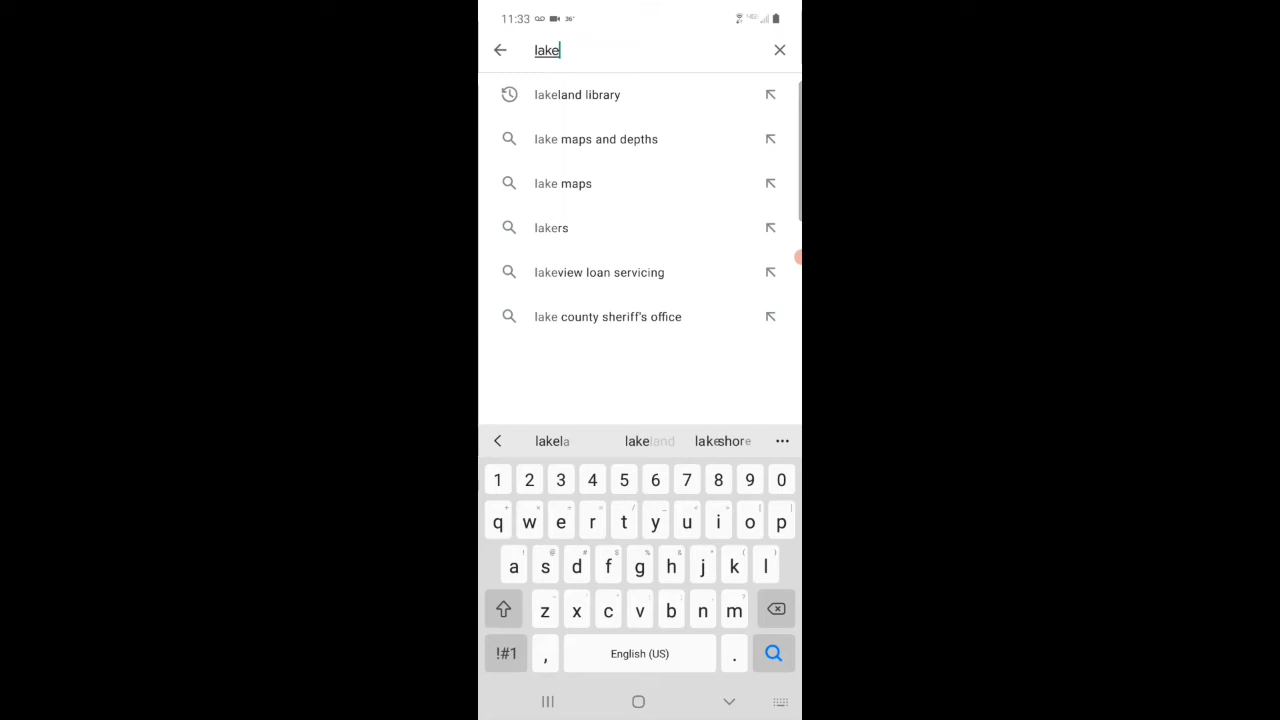 11:33 36°
lake
lakeland library
lake maps and depths
lake maps
lakers
lakeview loan servicing
lake county sheriff's office
lakela lakeland lakeshore
1 2 3 4 5 6 7 8 9 0
q w e r t y u i o p
a s d f g h j k l
z x c v b n m
!#1 , English (US) .